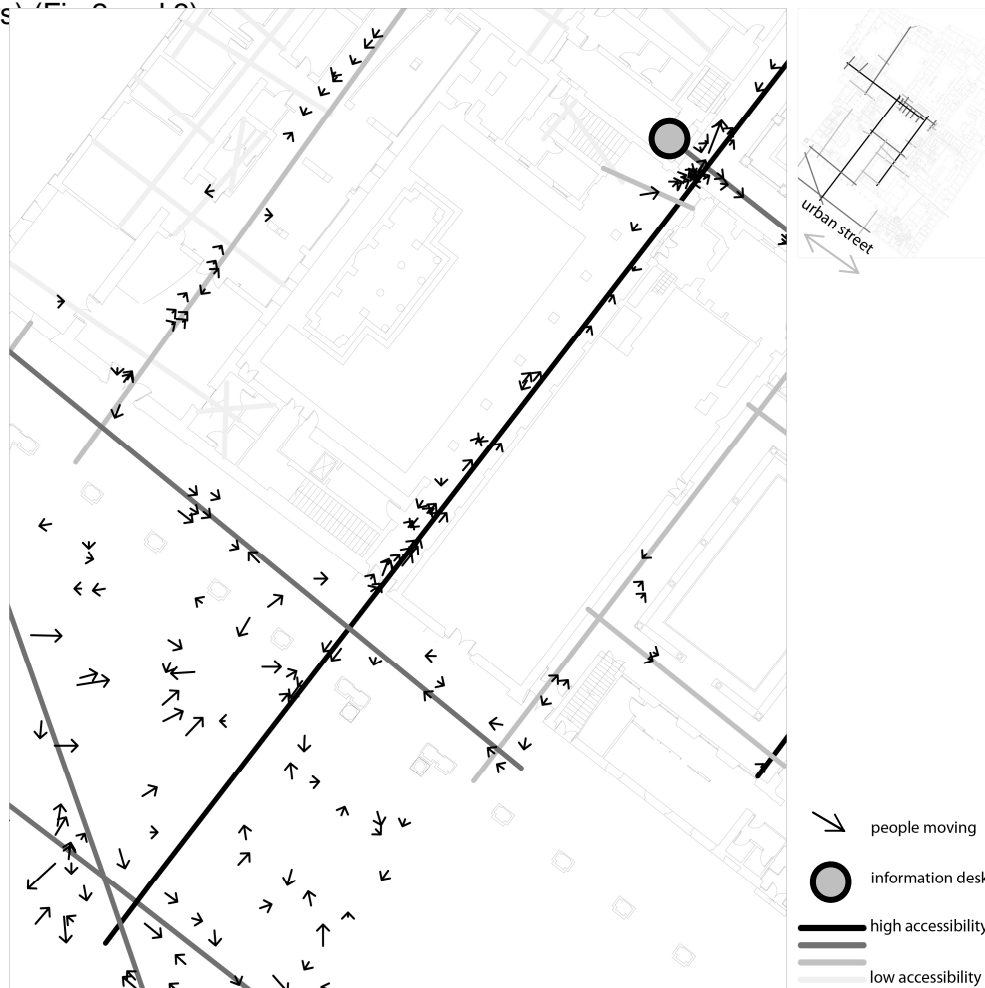 urban street
people moving
information desk
high accessibility
low accessibility